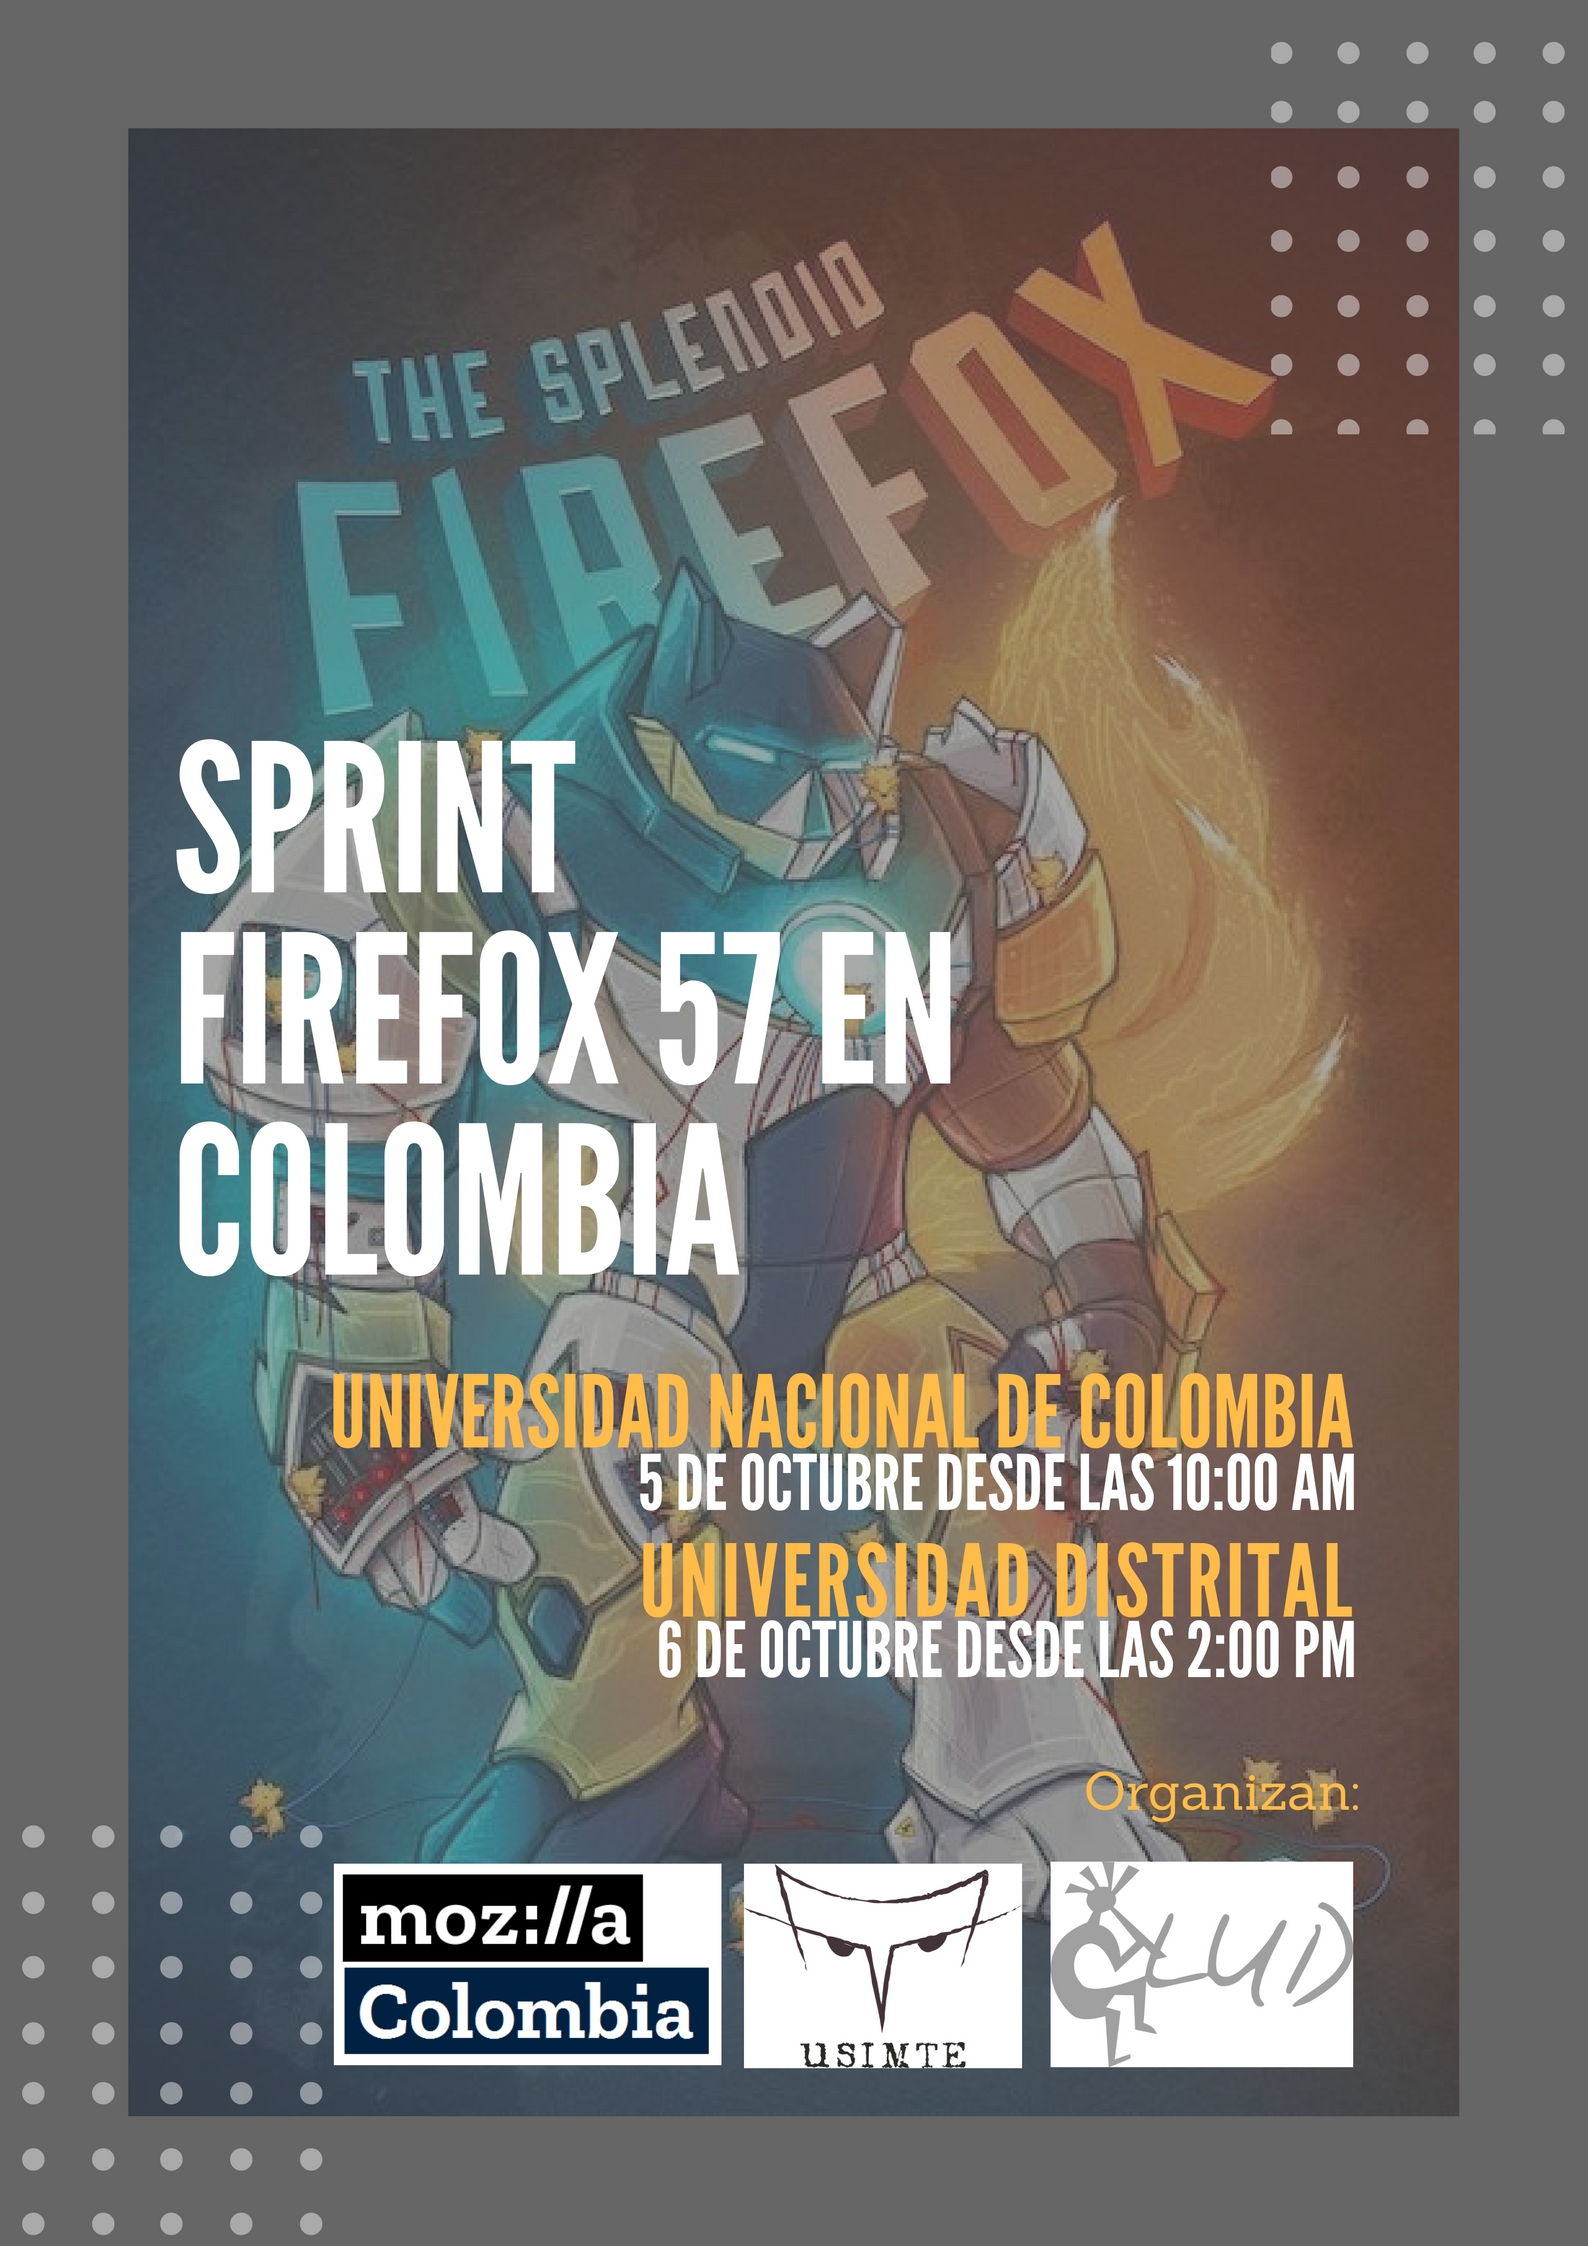 THE SPLENDID
FIREFOX
SPRINT
FIREFOX 57 EN
COLOMBIA
UNIVERSIDAD NACIONAL DE COLOMBIA
5 DE OCTUBRE DESDE LAS 10:00 AM
UNIVERSIDAD DISTRITAL
6 DE OCTUBRE DESDE LAS 2:00 PM
Organizan:
moz://a
Colombia
USIMTE
GLUD